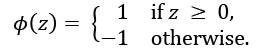 ϕ(z) = { 1 if z ≥ 0,
−1 otherwise.